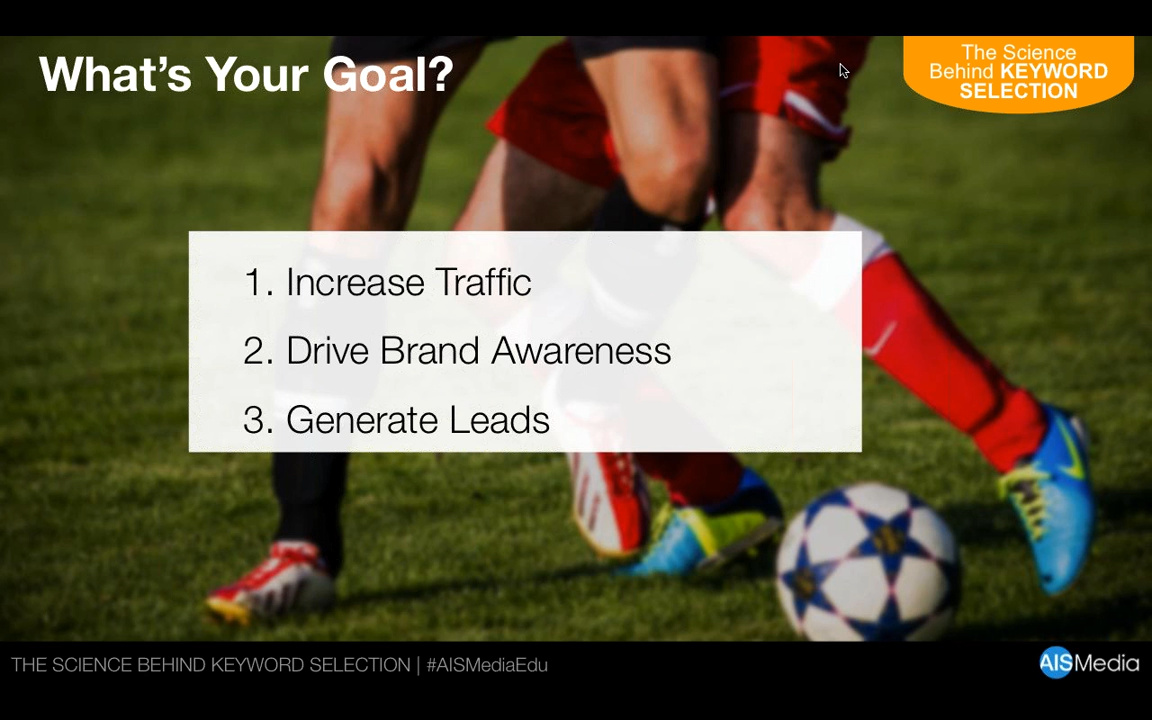 What's Your Goal?
The Science
Behind KEYWORD
SELECTION
1. Increase Traffic
2. Drive Brand Awareness
3. Generate Leads
THE SCIENCE BEHIND KEYWORD SELECTION | #AISMediaEdu
AISMedia